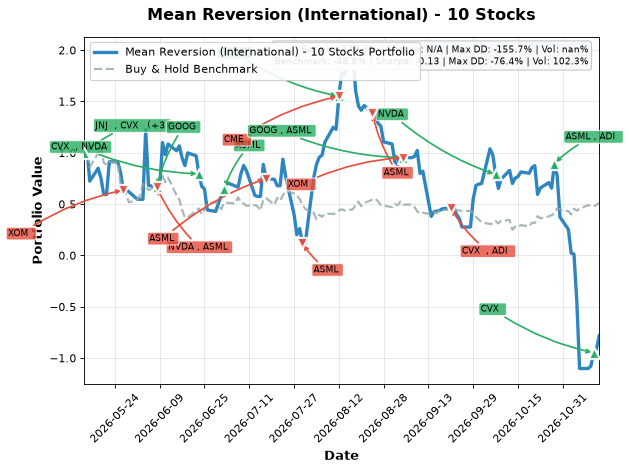 Mean Reversion (International) - 10 Stocks
Mean Reversion (International) - 10 Stocks Portfolio
Buy & Hold Benchmark
: N/A | Max DD: -155.7% | Vol: nan%
Benchmark: -48.8% | Sharpe: -0.13 | Max DD: -76.4% | Vol: 102.3%
Portfolio Value
2.0
1.5
1.0
0.5
0.0
−0.5
−1.0
JNJ , CVX (+3
GOOG
CVX , NVDA
XOM
ASML
NVDA , ASML
CME
ASML
GOOG , ASML
XOM
ASML
NVDA
ASML
CVX , ADI
CVX
ASML , ADI
2026-05-24
2026-06-09
2026-06-25
2026-07-11
2026-07-27
2026-08-12
2026-08-28
2026-09-13
2026-09-29
2026-10-15
2026-10-31
Date